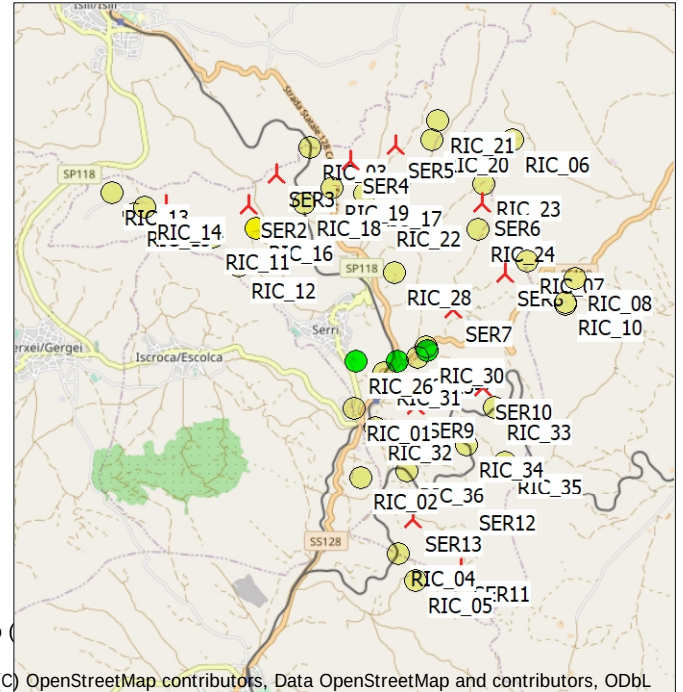 Isili/Isili
Strada Statale 128 C
RIC_21
SER5
RIC_20
RIC_06
SP118
RIC_03
SER4
SER3
RIC_23
RIC_13
RIC_14
RIC_19
SER2
RIC_18
SER6
RIC_22
RIC_16
RIC_24
RIC_11
SP118
RIC_12
RIC_07
RIC_28
RIC_08
RIC_10
Serri
SER7
erxei/Gergei
Iscroca/Escolca
RIC_30
RIC_26
RIC_31
SER10
RIC_01
SER9
RIC_33
RIC_32
RIC_34
RIC_35
RIC_02
RIC_36
SER12
SS128
SER13
RIC_04
SER11
RIC_05
C) OpenStreetMap contributors, Data OpenStreetMap and contributors, ODbL